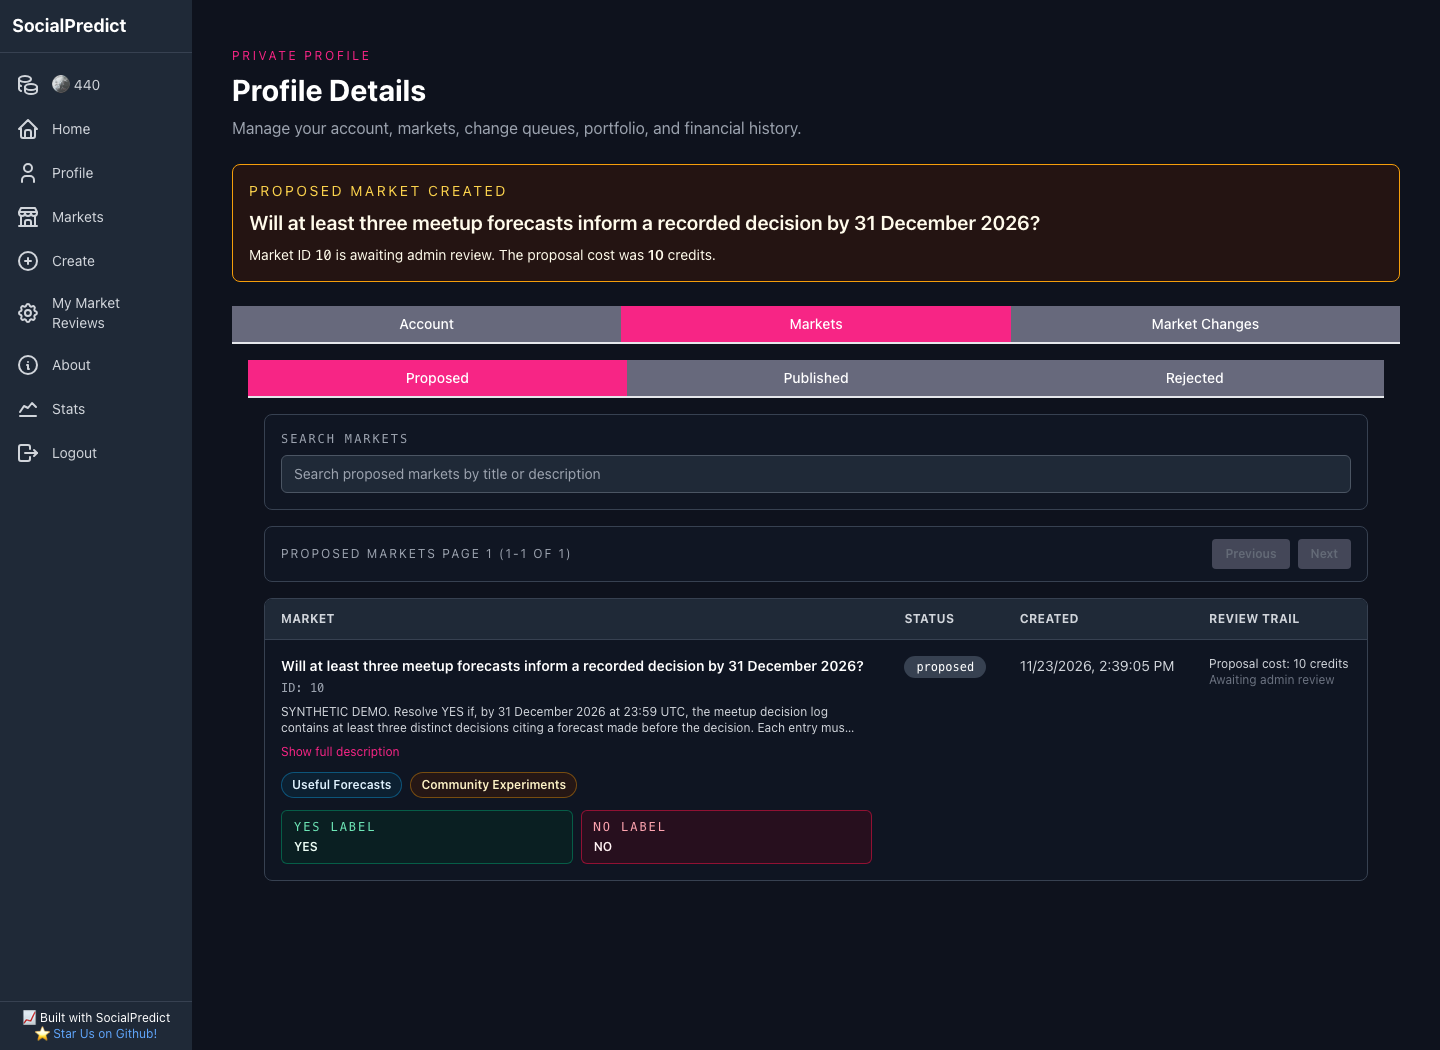 SocialPredict
440
Home
Profile
Markets
Create
My Market
Reviews
About
Stats
Logout
📈 Built with SocialPredict
⭐ Star Us on Github!
PRIVATE PROFILE
Profile Details
Manage your account, markets, change queues, portfolio, and financial history.
PROPOSED MARKET CREATED
Will at least three meetup forecasts inform a recorded decision by 31 December 2026?
Market ID 10 is awaiting admin review. The proposal cost was 10 credits.
Account Markets Market Changes
Proposed Published Rejected
SEARCH MARKETS
Search proposed markets by title or description
PROPOSED MARKETS PAGE 1 (1-1 OF 1) Previous Next
MARKET STATUS CREATED REVIEW TRAIL
Will at least three meetup forecasts inform a recorded decision by 31 December 2026? proposed 11/23/2026, 2:39:05 PM Proposal cost: 10 credits
Awaiting admin review
ID: 10
SYNTHETIC DEMO. Resolve YES if, by 31 December 2026 at 23:59 UTC, the meetup decision log
contains at least three distinct decisions citing a forecast made before the decision. Each entry mus...
Show full description
Useful Forecasts Community Experiments
YES LABEL NO LABEL
YES NO